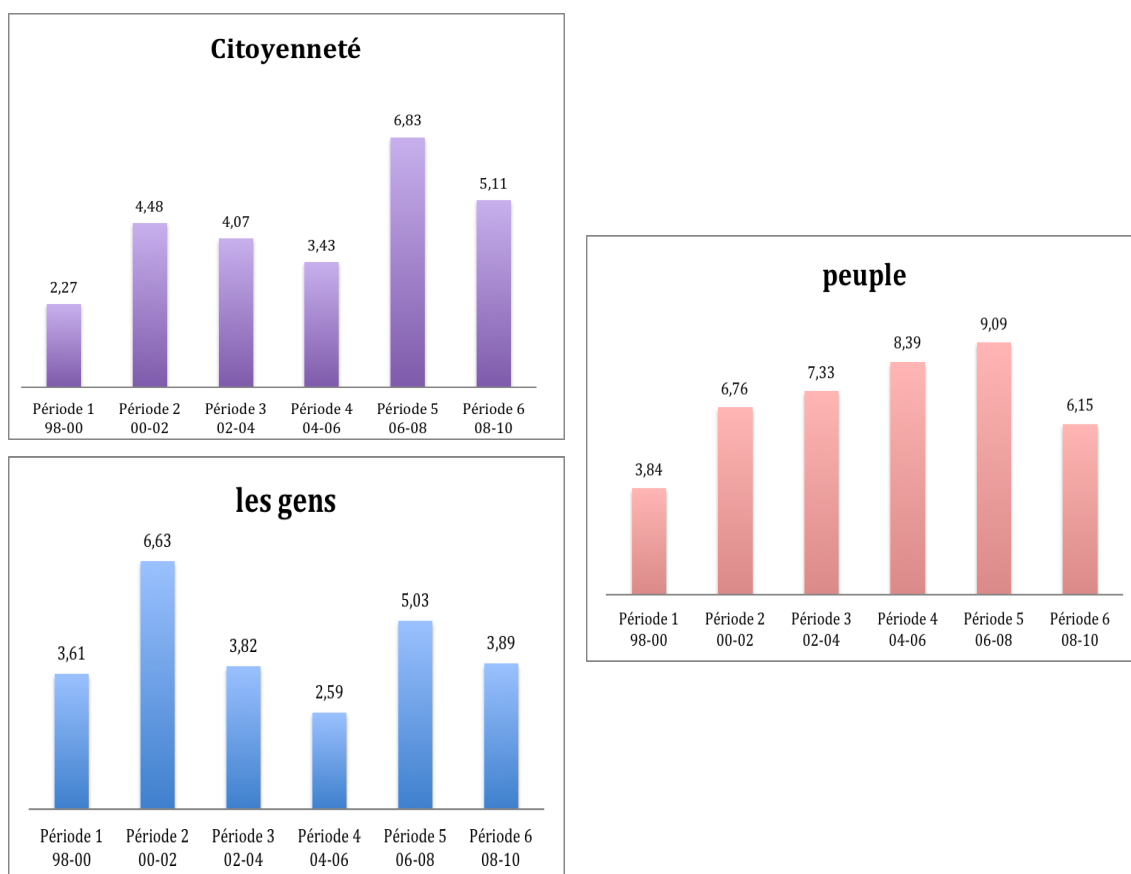 Citoyenneté
6,83
5,11
4,48
4,07
3,43
2,27
Période 1 Période 2 Période 3 Période 4 Période 5 Période 6
98-00 00-02 02-04 04-06 06-08 08-10
les gens
6,63
5,03
3,61 3,82 3,89
2,59
Période 1 Période 2 Période 3 Période 4 Période 5 Période 6
98-00 00-02 02-04 04-06 06-08 08-10
peuple
9,09
8,39
7,33
6,76
6,15
3,84
Période 1 Période 2 Période 3 Période 4 Période 5 Période 6
98-00 00-02 02-04 04-06 06-08 08-10